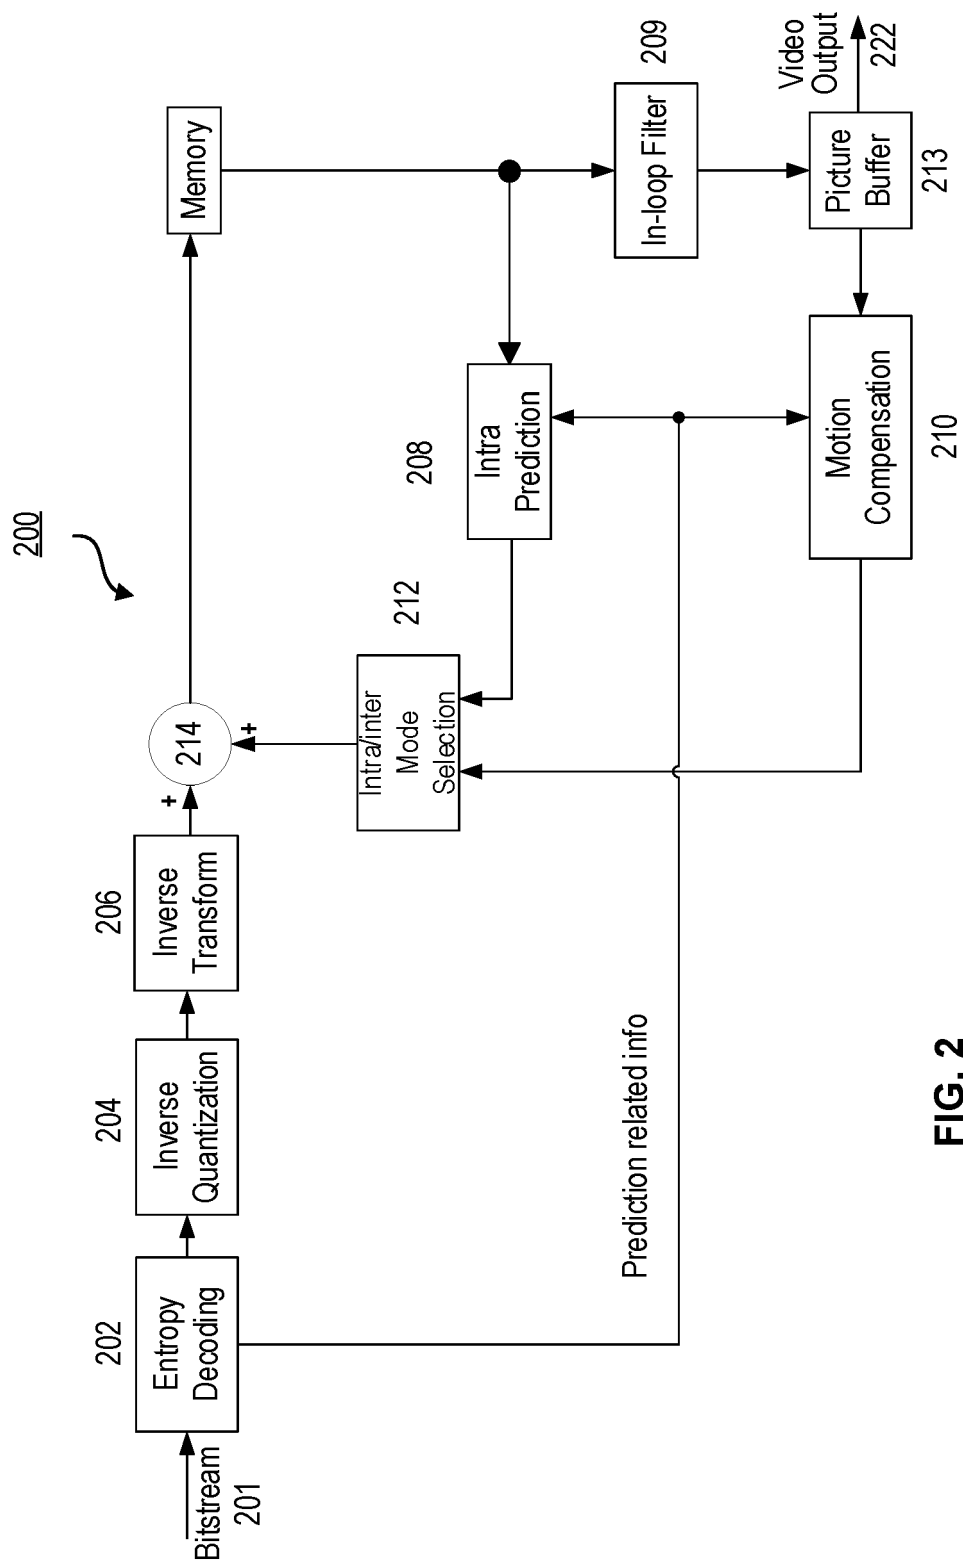 200
202
204
206
Entropy
Decoding
Inverse
Quantization
Inverse
Transform
+
214
+
Memory
Bitstream
201
Intra/inter
Mode
Selection
212
208
Intra
Prediction
Prediction related info
In-loop Filter
209
Motion
Compensation
210
Picture
Buffer
213
Video
Output
222
FIG. 2